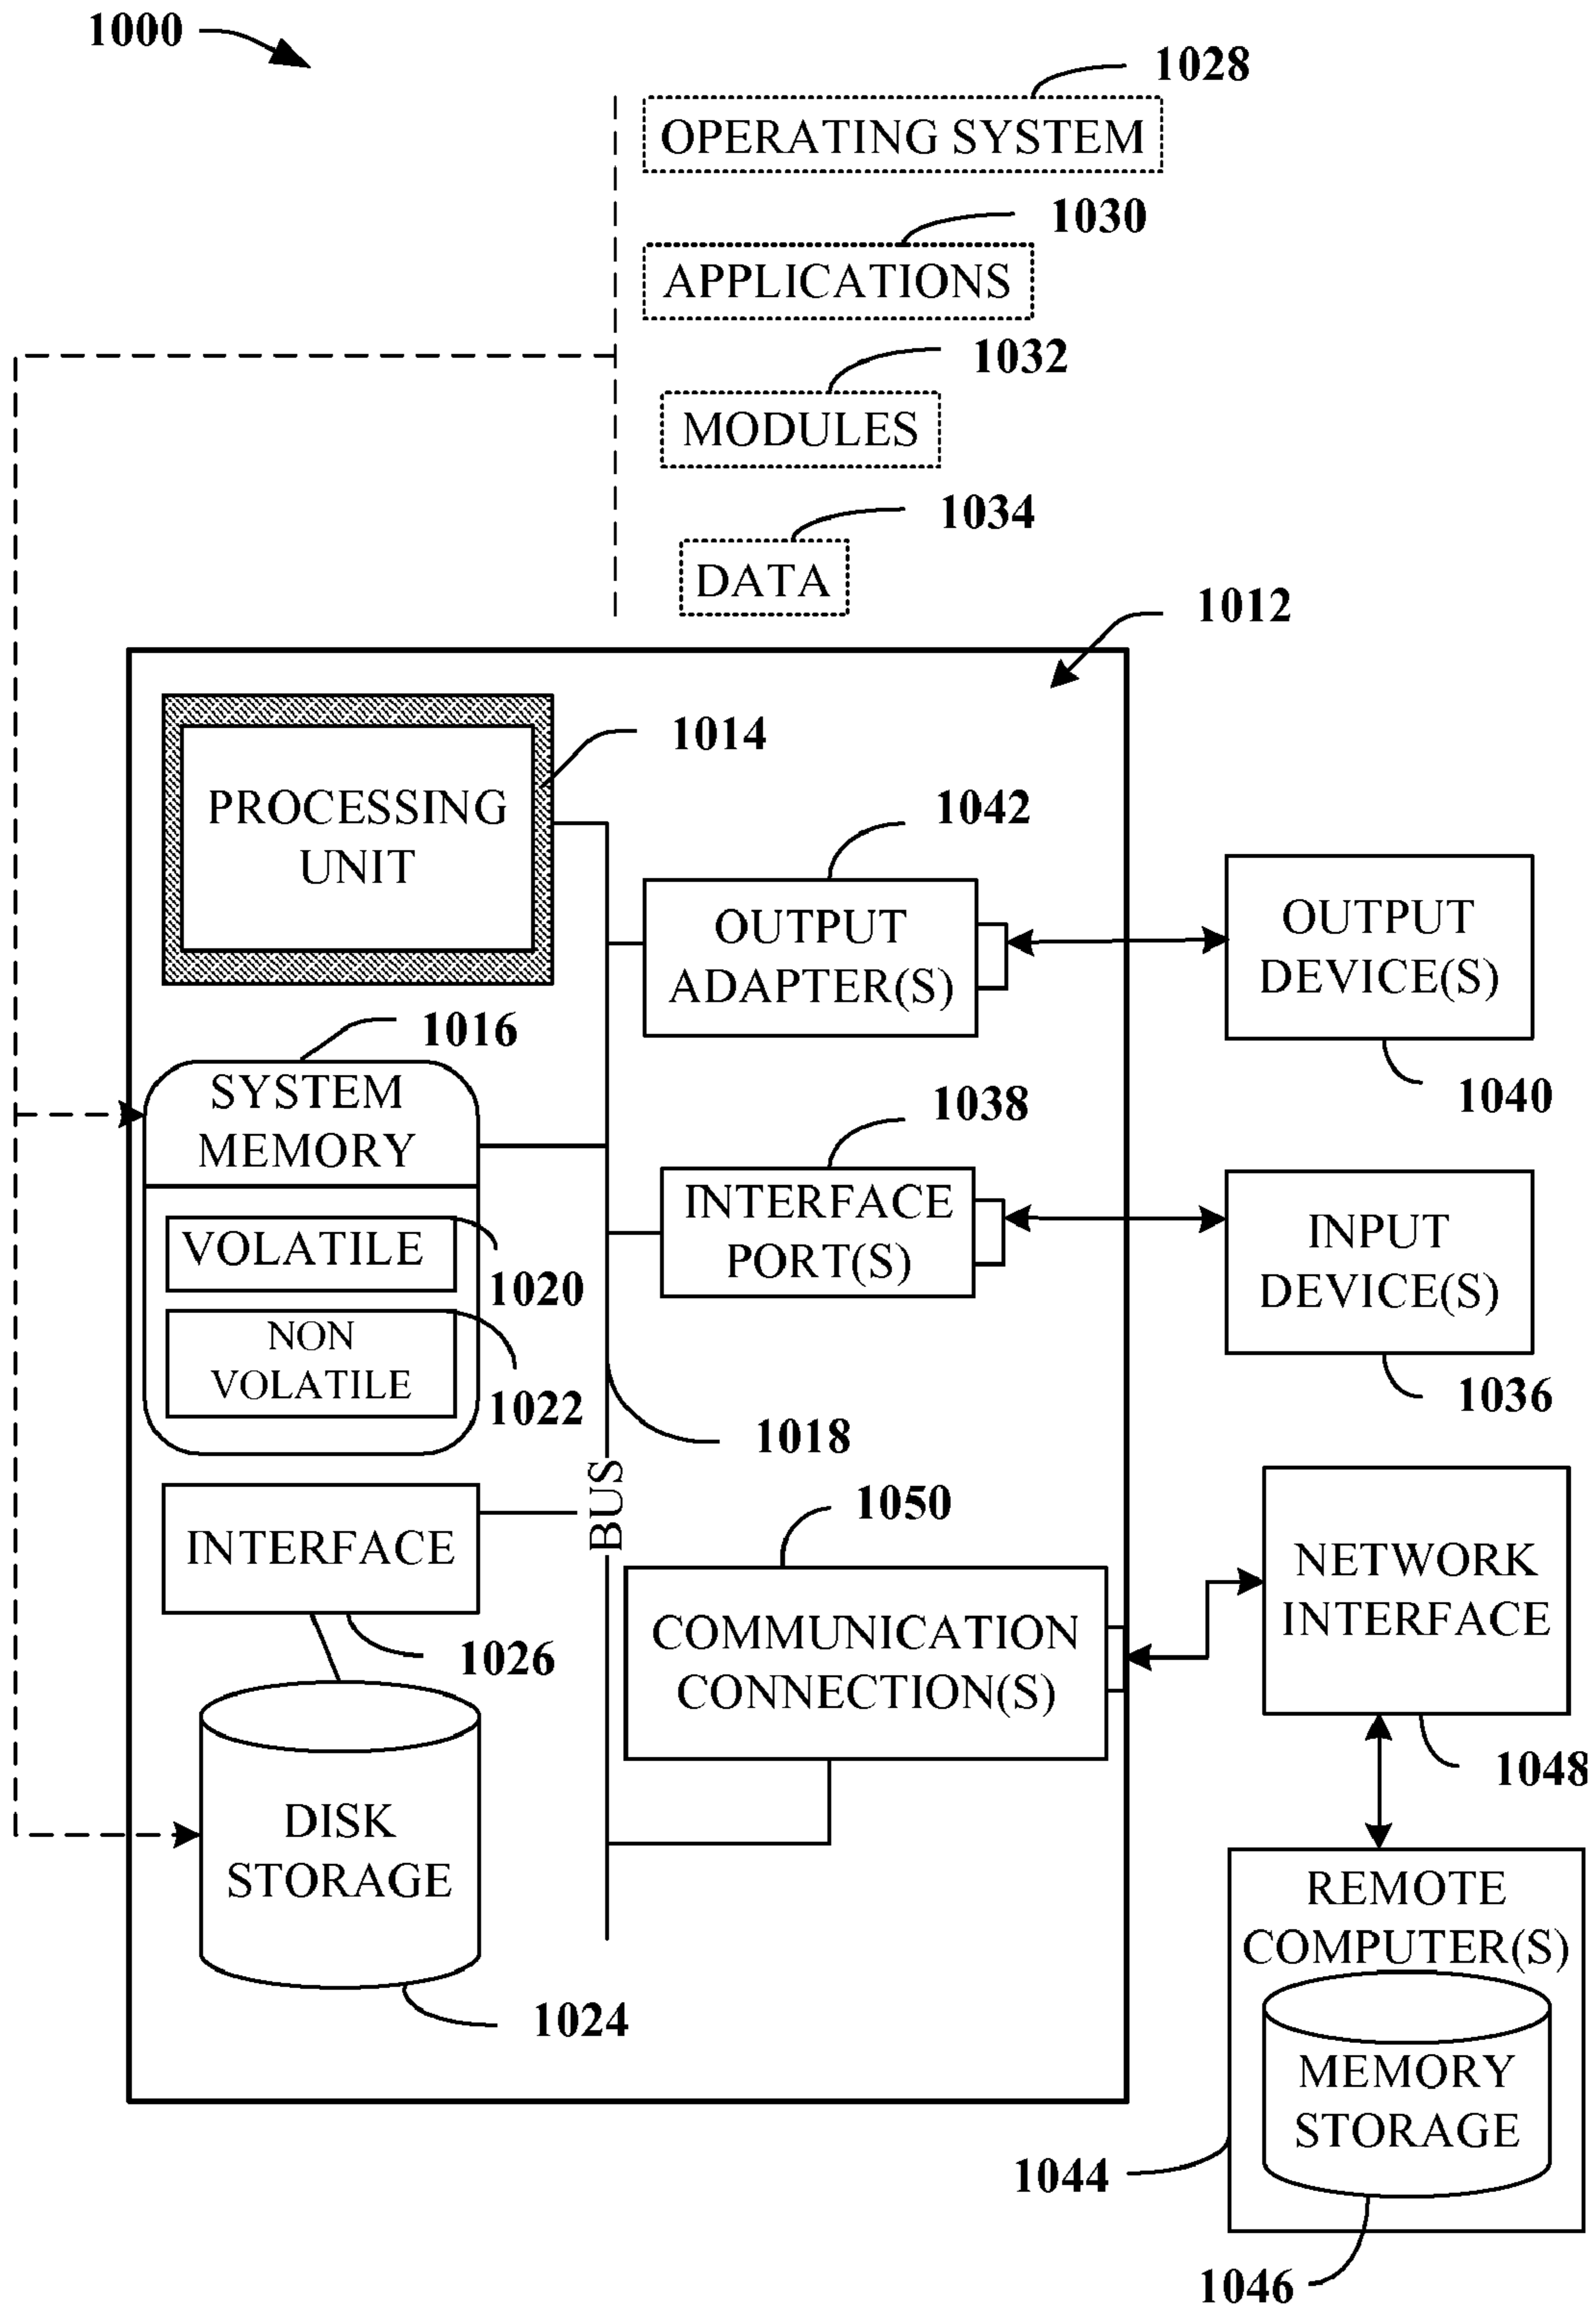 1000
1028
OPERATING SYSTEM
1030
APPLICATIONS
1032
MODULES
1034
DATA
1012
1014
PROCESSING
UNIT
1042
OUTPUT
ADAPTER(S)
OUTPUT
DEVICE(S)
1040
1016
SYSTEM
MEMORY
1038
INTERFACE
PORT(S)
INPUT
DEVICE(S)
1036
VOLATILE
1020
NON
VOLATILE
1022
1018
BUS
INTERFACE
1026
1050
COMMUNICATION
CONNECTION(S)
NETWORK
INTERFACE
1048
DISK
STORAGE
1024
REMOTE
COMPUTER(S)
MEMORY
STORAGE
1044
1046